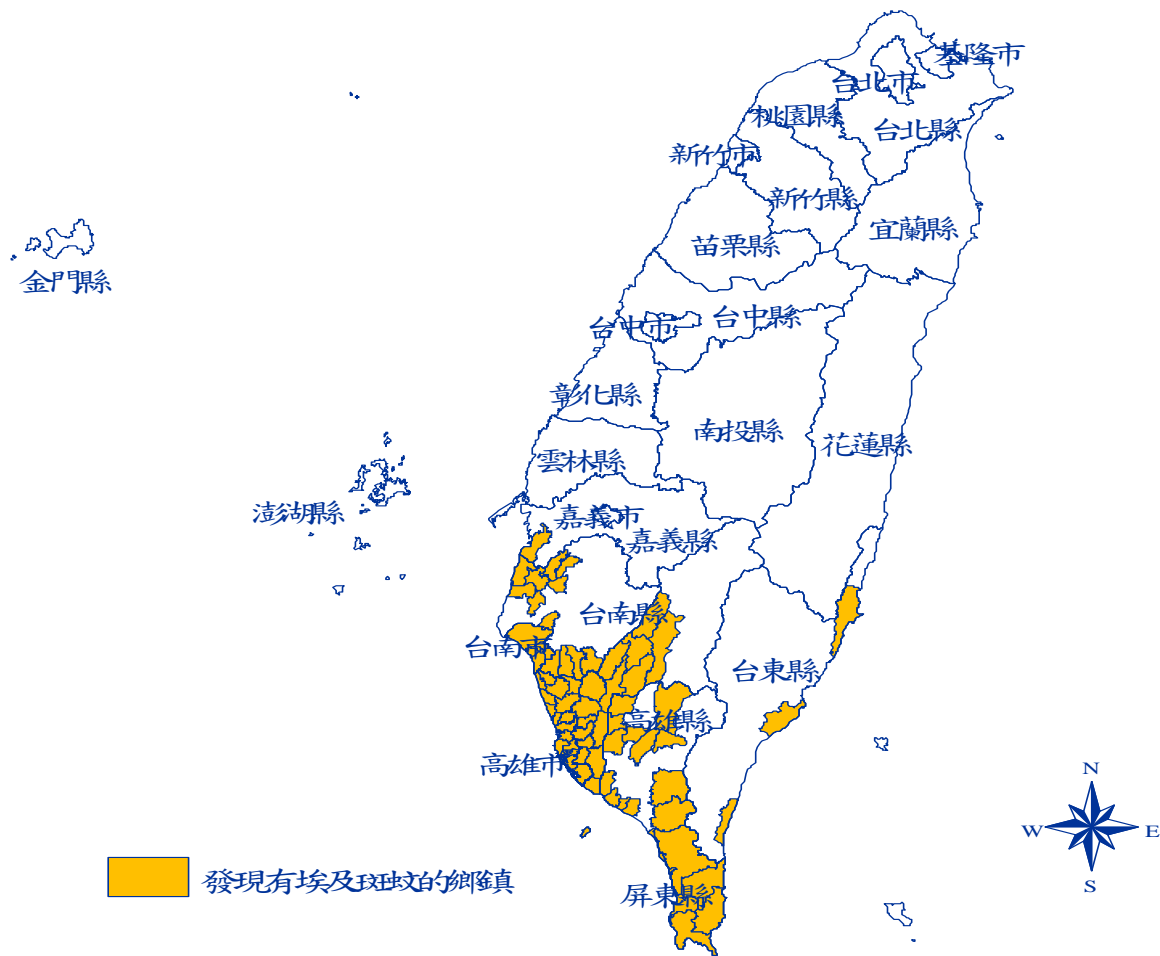 基隆市
台北市
桃園縣
台北縣
新竹市
新竹縣
宜蘭縣
苗栗縣
金門縣
台中縣
台中市
彰化縣
南投縣
花蓮縣
雲林縣
澎湖縣
嘉義市
嘉義縣
台南縣
台南市
台東縣
高雄縣
高雄市
N
W
E
S
發現有埃及斑蚊的鄉鎮
屏東縣